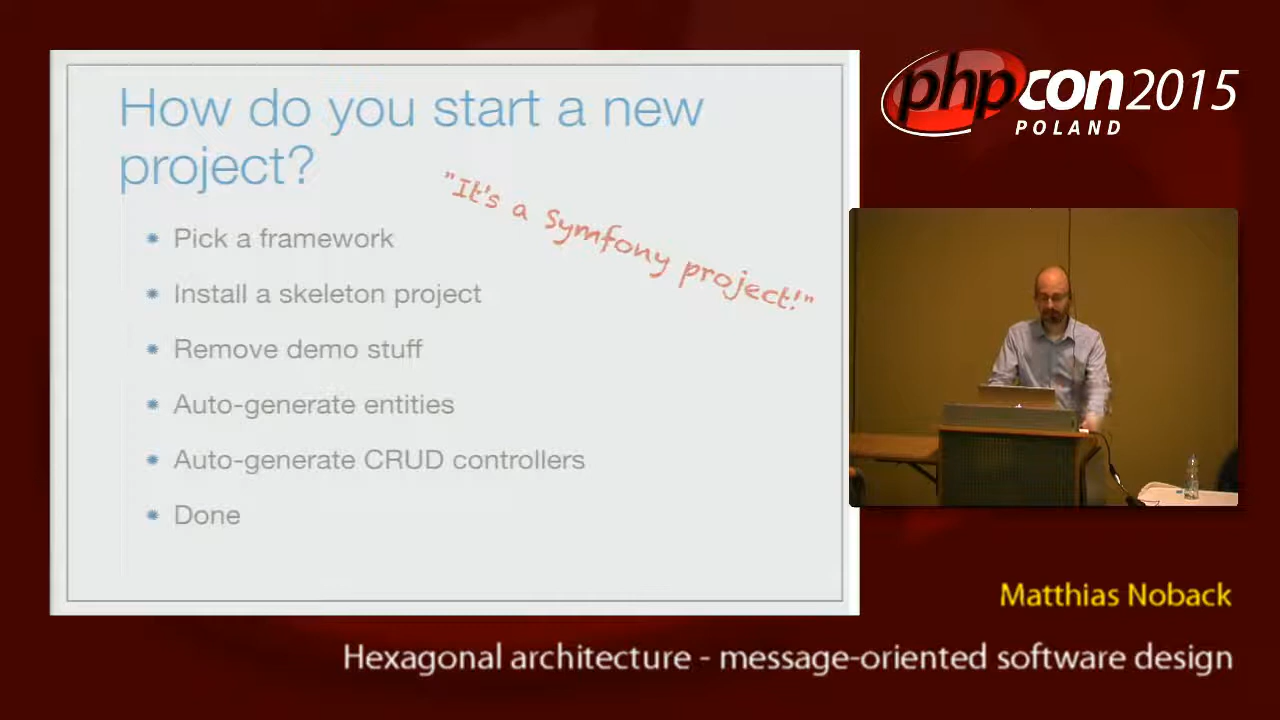 How do you start a new
project?
"It's a Symfony project!"
Pick a framework
Install a skeleton project
Remove demo stuff
Auto-generate entities
Auto-generate CRUD controllers
Done
phpcon2015
POLAND
Matthias Noback
Hexagonal architecture - message-oriented software design